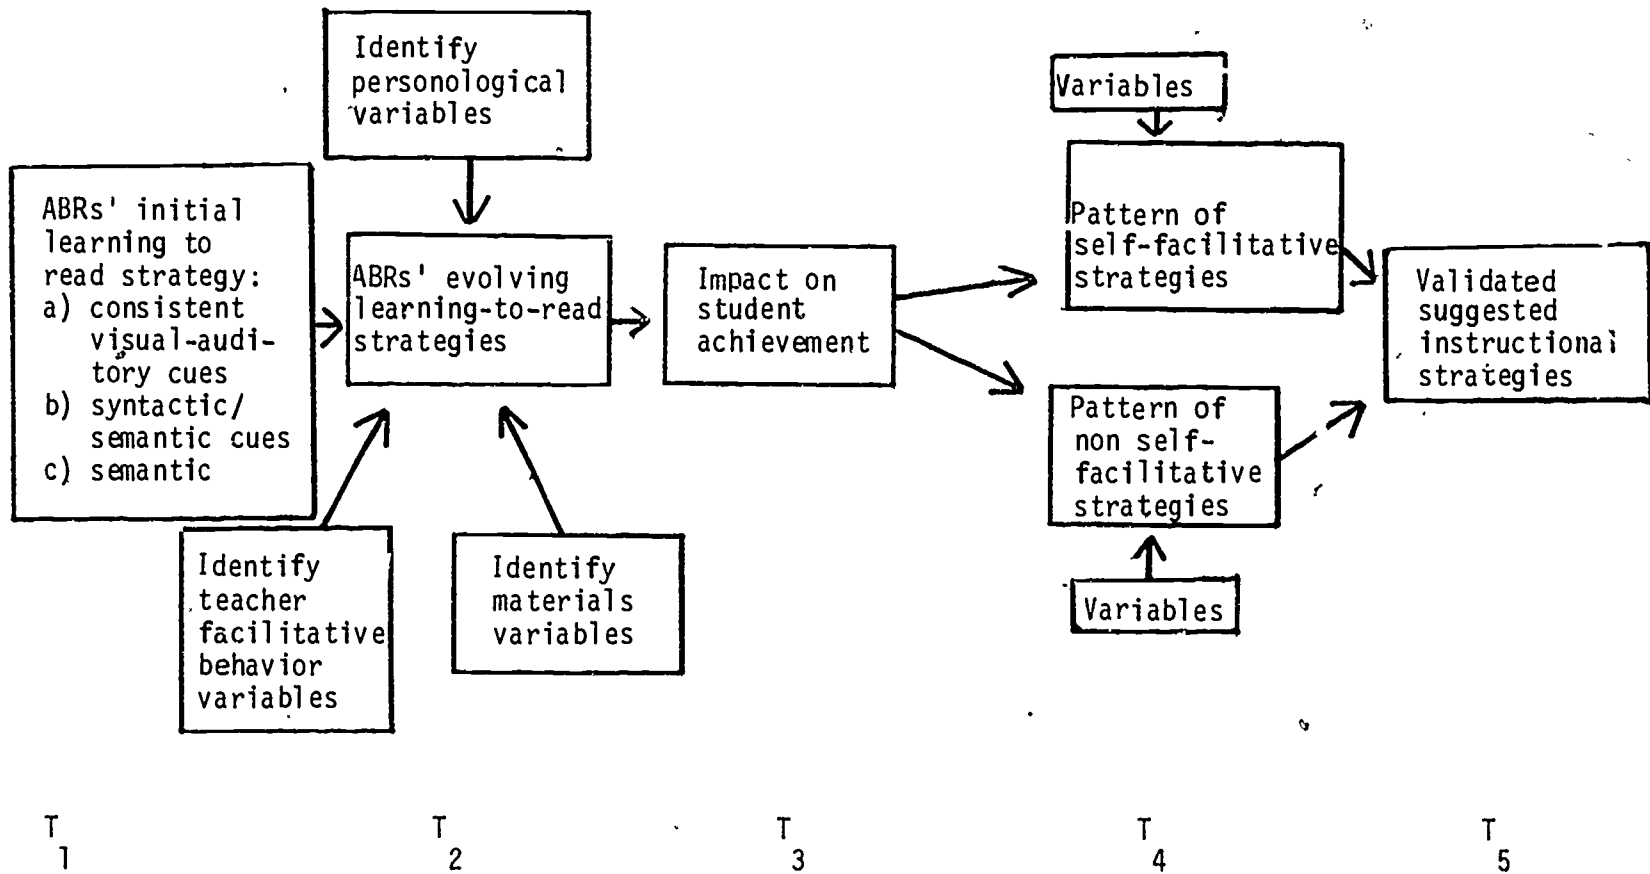 Identify
personological
variables
ABRs' initial
learning to
read strategy:
a) consistent
visual-audi-
tory cues
b) syntactic/
semantic cues
c) semantic
ABRs' evolving
learning-to-read
strategies
Identify
teacher
facilitative
behavior
variables
Identify
materials
variables
Impact on
student
achievement
Variables
Pattern of
self-facilitative
strategies
Pattern of
non self-
facilitative
strategies
Variables
Validated
suggested
instructional
strategies
T
1
T
2
T
3
T
4
T
5